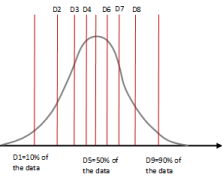 D2 D3 D4 D6 D7 D8
D1=10% of the data
D5=50% of the data
D9=90% of the data